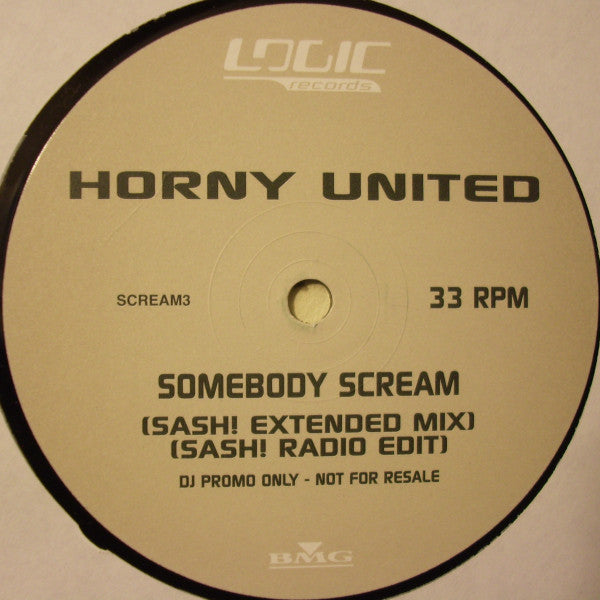 LOGIC
records
HORNY UNITED
SCREAM3
33 RPM
SOMEBODY SCREAM
(SASH! EXTENDED MIX)
(SASH! RADIO EDIT)
DJ PROMO ONLY - NOT FOR RESALE
BMG